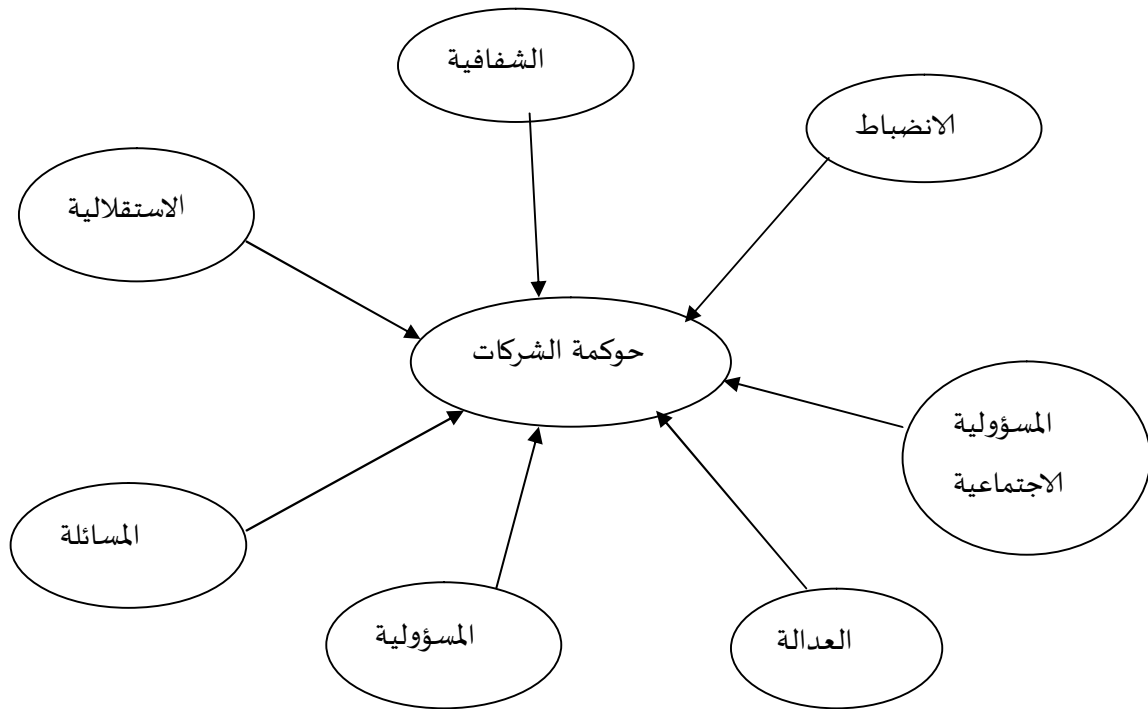 الشفافية
الانضباط
الاستقلالية
حوكمة الشركات
المسؤولية
الاجتماعية
المسائلة
المسؤولية
العدالة